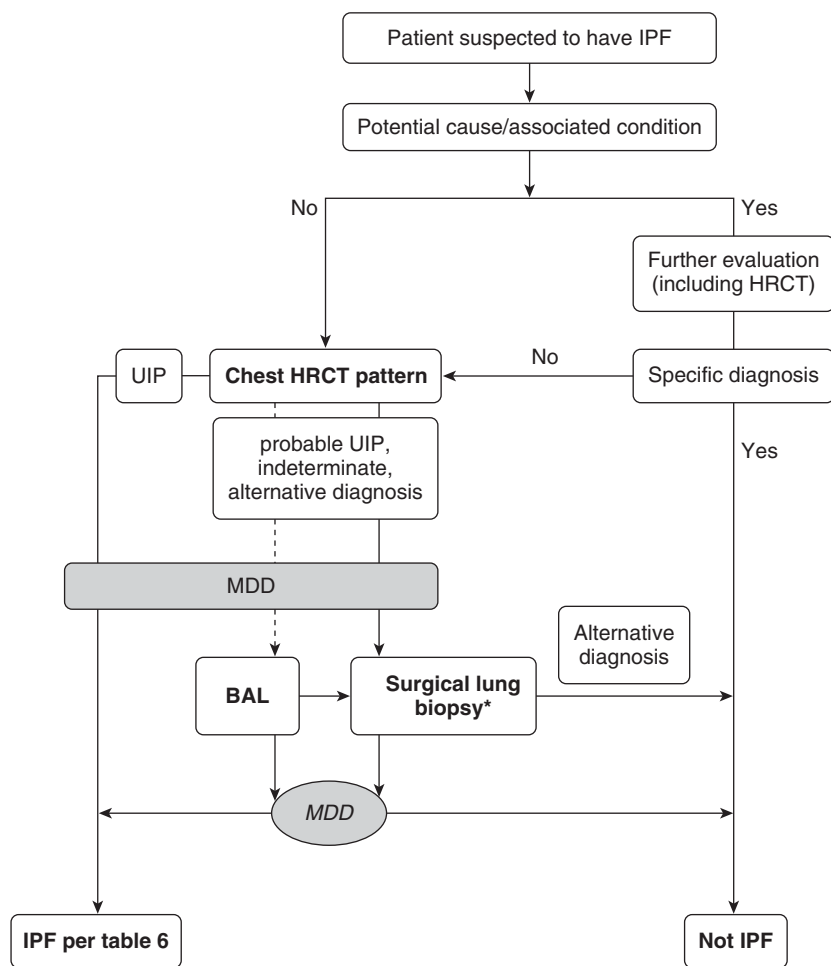 Patient suspected to have IPF
Potential cause/associated condition
No
Yes
Further evaluation
(including HRCT)
UIP
Chest HRCT pattern
No
Specific diagnosis
probable UIP,
indeterminate,
alternative diagnosis
Yes
MDD
Alternative
diagnosis
BAL
Surgical lung
biopsy*
MDD
IPF per table 6
Not IPF